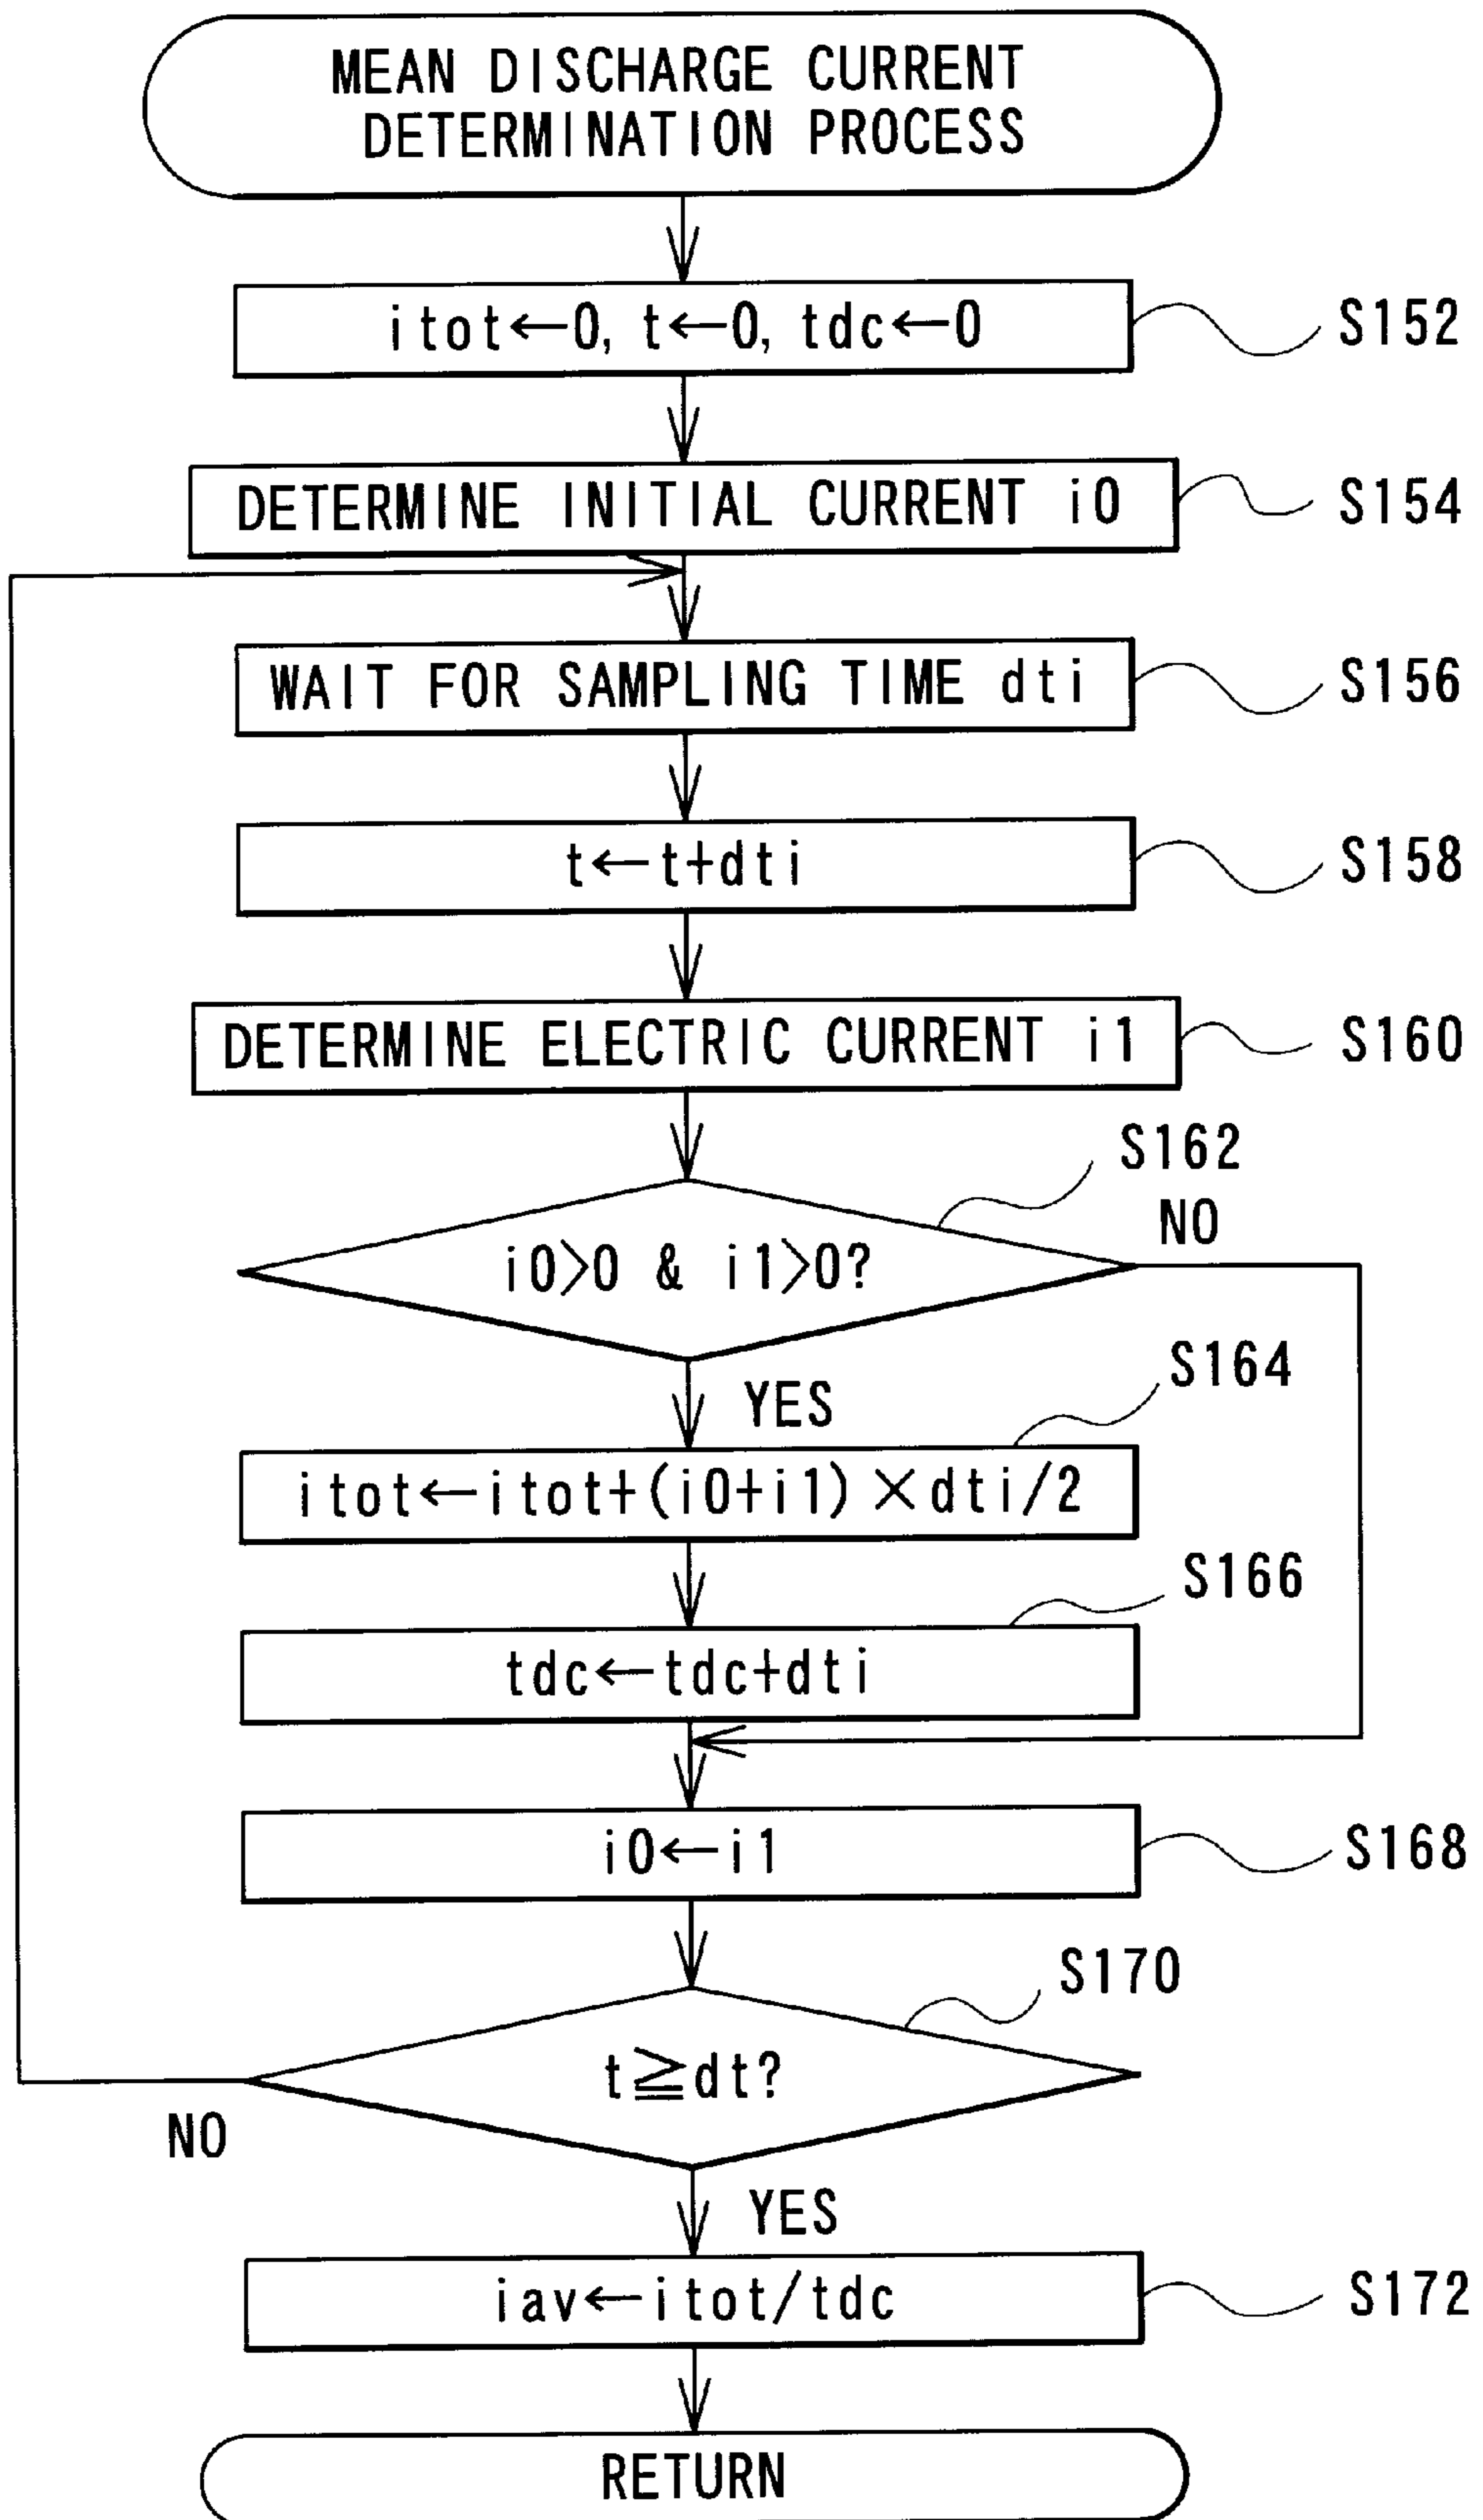 MEAN DISCHARGE CURRENT
DETERMINATION PROCESS
itot←0, t←0, tdc←0
S152
DETERMINE INITIAL CURRENT i0
S154
WAIT FOR SAMPLING TIME dti
S156
t←t+dti
S158
DETERMINE ELECTRIC CURRENT i1
S160
S162
NO
i0>0 & i1>0?
S164
YES
itot←itot+(i0+i1)×dti/2
S166
tdc←tdc+dti
i0←i1
S168
S170
t≧dt?
NO
YES
iav←itot/tdc
S172
RETURN